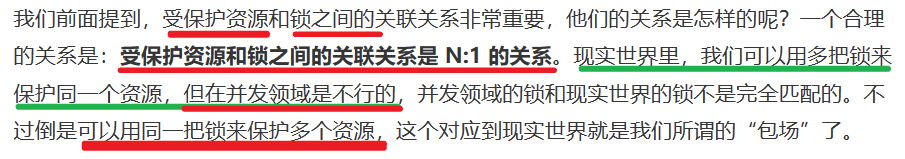 我们前面提到，受保护资源和锁之间的关联关系非常重要，他们的关系是怎样的呢？一个合理
的关系是：受保护资源和锁之间的关联关系是 N:1 的关系。现实世界里，我们可以用多把锁来
保护同一个资源，但在并发领域是不行的，并发领域的锁和现实世界的锁不是完全匹配的。不
过倒是可以用同一把锁来保护多个资源，这个对应到现实世界就是我们所谓的“包场”了。